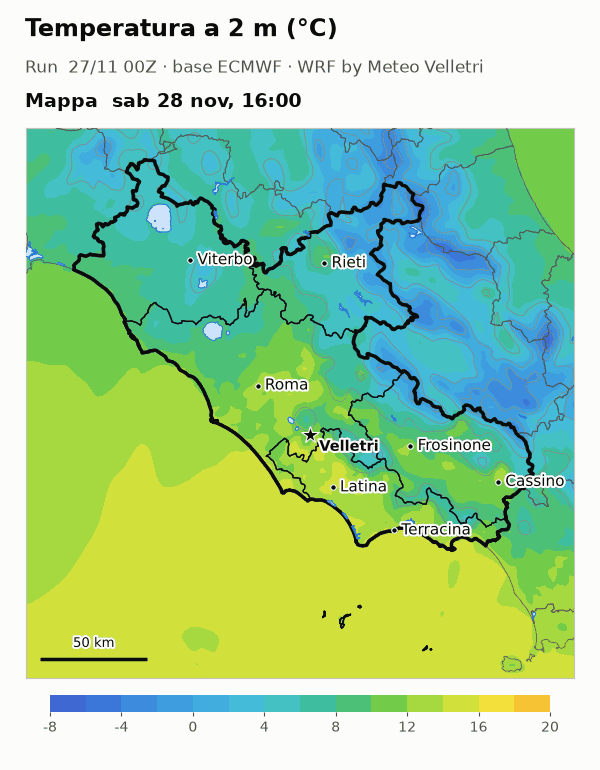 Temperatura a 2 m (°C)
Run  27/11 00Z · base ECMWF · WRF by Meteo Velletri
Mappa  sab 28 nov, 16:00
Viterbo
Rieti
Roma
Velletri
Frosinone
Latina
Cassino
Terracina
50 km
-8 -4 0 4 8 12 16 20